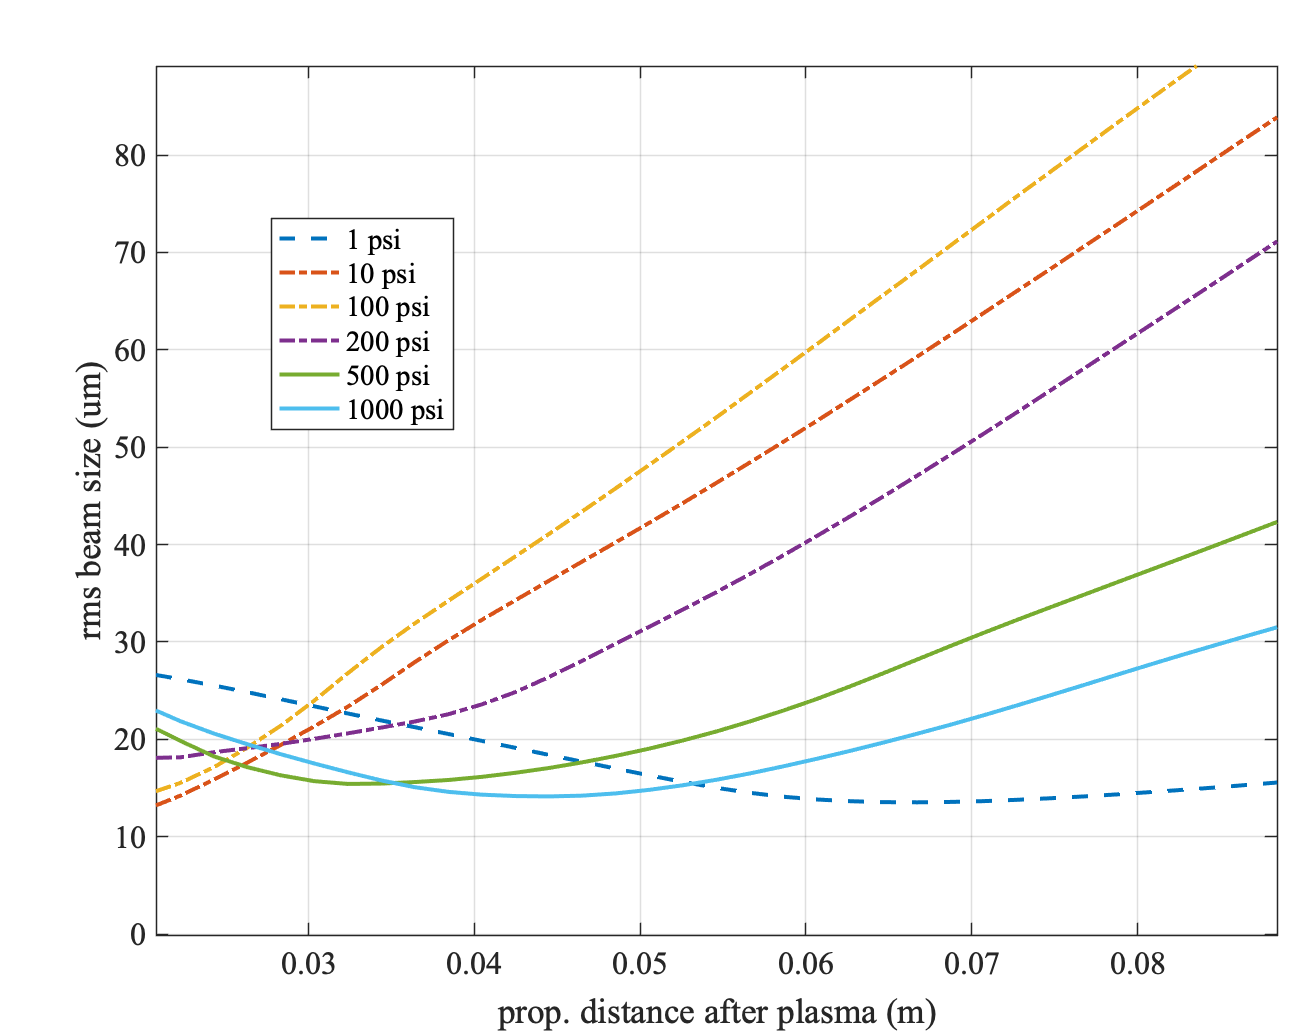 80
70
60
50
40
30
20
10
0
rms beam size (um)
1 psi
10 psi
100 psi
200 psi
500 psi
1000 psi
0.03 0.04 0.05 0.06 0.07 0.08
prop. distance after plasma (m)